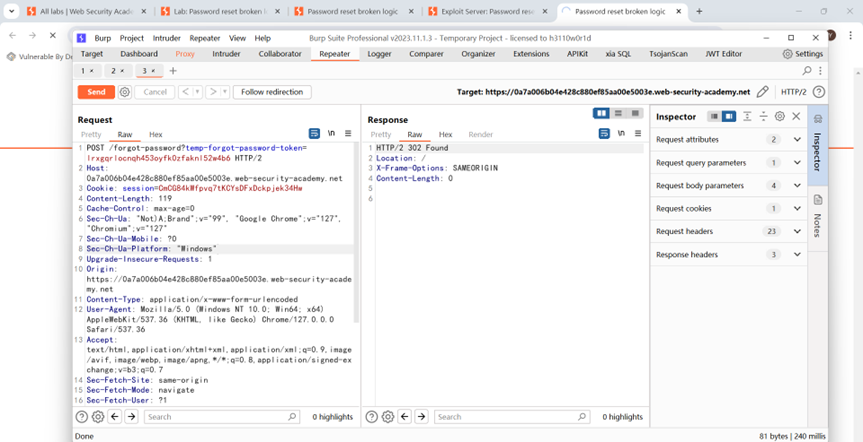 All labs | Web Security Acade
Lab: Password reset broken lo
Password reset broken logic
Exploit Server: Password rese
Password reset broken logic
Vulnerable By De
Burp Project Intruder Repeater View Help
Burp Suite Professional v2023.11.1.3 - Temporary Project - licensed to h3110w0r1d
Target Dashboard Proxy Intruder Collaborator Repeater Logger Comparer Organizer Extensions APIKit xia SQL TsojanScan JWT Editor Settings
1 × 2 × 3 × +
Send Cancel < > Follow redirection Target: https://0a7a006b04e428c880ef85aa00e5003e.web-security-academy.net HTTP/2
Request
Pretty Raw Hex \n
1 POST /forgot-password?temp-forgot-password-token=
lrxgqrlocnqh453oyfk0zfaknl52w4b6 HTTP/2
2 Host:
0a7a006b04e428c880ef85aa00e5003e.web-security-academy.net
3 Cookie: session=CmCG84kWfpvq7tKCYsDFxDckpjek34Hw
4 Content-Length: 119
5 Cache-Control: max-age=0
6 Sec-Ch-Ua: "Not)A;Brand";v="99", "Google Chrome";v="127",
"Chromium";v="127"
7 Sec-Ch-Ua-Mobile: ?0
8 Sec-Ch-Ua-Platform: "Windows"
9 Upgrade-Insecure-Requests: 1
10 Origin:
https://0a7a006b04e428c880ef85aa00e5003e.web-security-acade
my.net
11 Content-Type: application/x-www-form-urlencoded
12 User-Agent: Mozilla/5.0 (Windows NT 10.0; Win64; x64)
AppleWebKit/537.36 (KHTML, like Gecko) Chrome/127.0.0.0
Safari/537.36
13 Accept:
text/html,application/xhtml+xml,application/xml;q=0.9,image
/avif,image/webp,image/apng,*/*;q=0.8,application/signed-ex
change;v=b3;q=0.7
14 Sec-Fetch-Site: same-origin
15 Sec-Fetch-Mode: navigate
16 Sec-Fetch-User: ?1
Search 0 highlights
Response
Pretty Raw Hex Render \n
1 HTTP/2 302 Found
2 Location: /
3 X-Frame-Options: SAMEORIGIN
4 Content-Length: 0
5
6
Search 0 highlights
Inspector
Request attributes 2
Request query parameters 1
Request body parameters 4
Request cookies 1
Request headers 23
Response headers 3
Inspector
Notes
Done
81 bytes | 240 millis